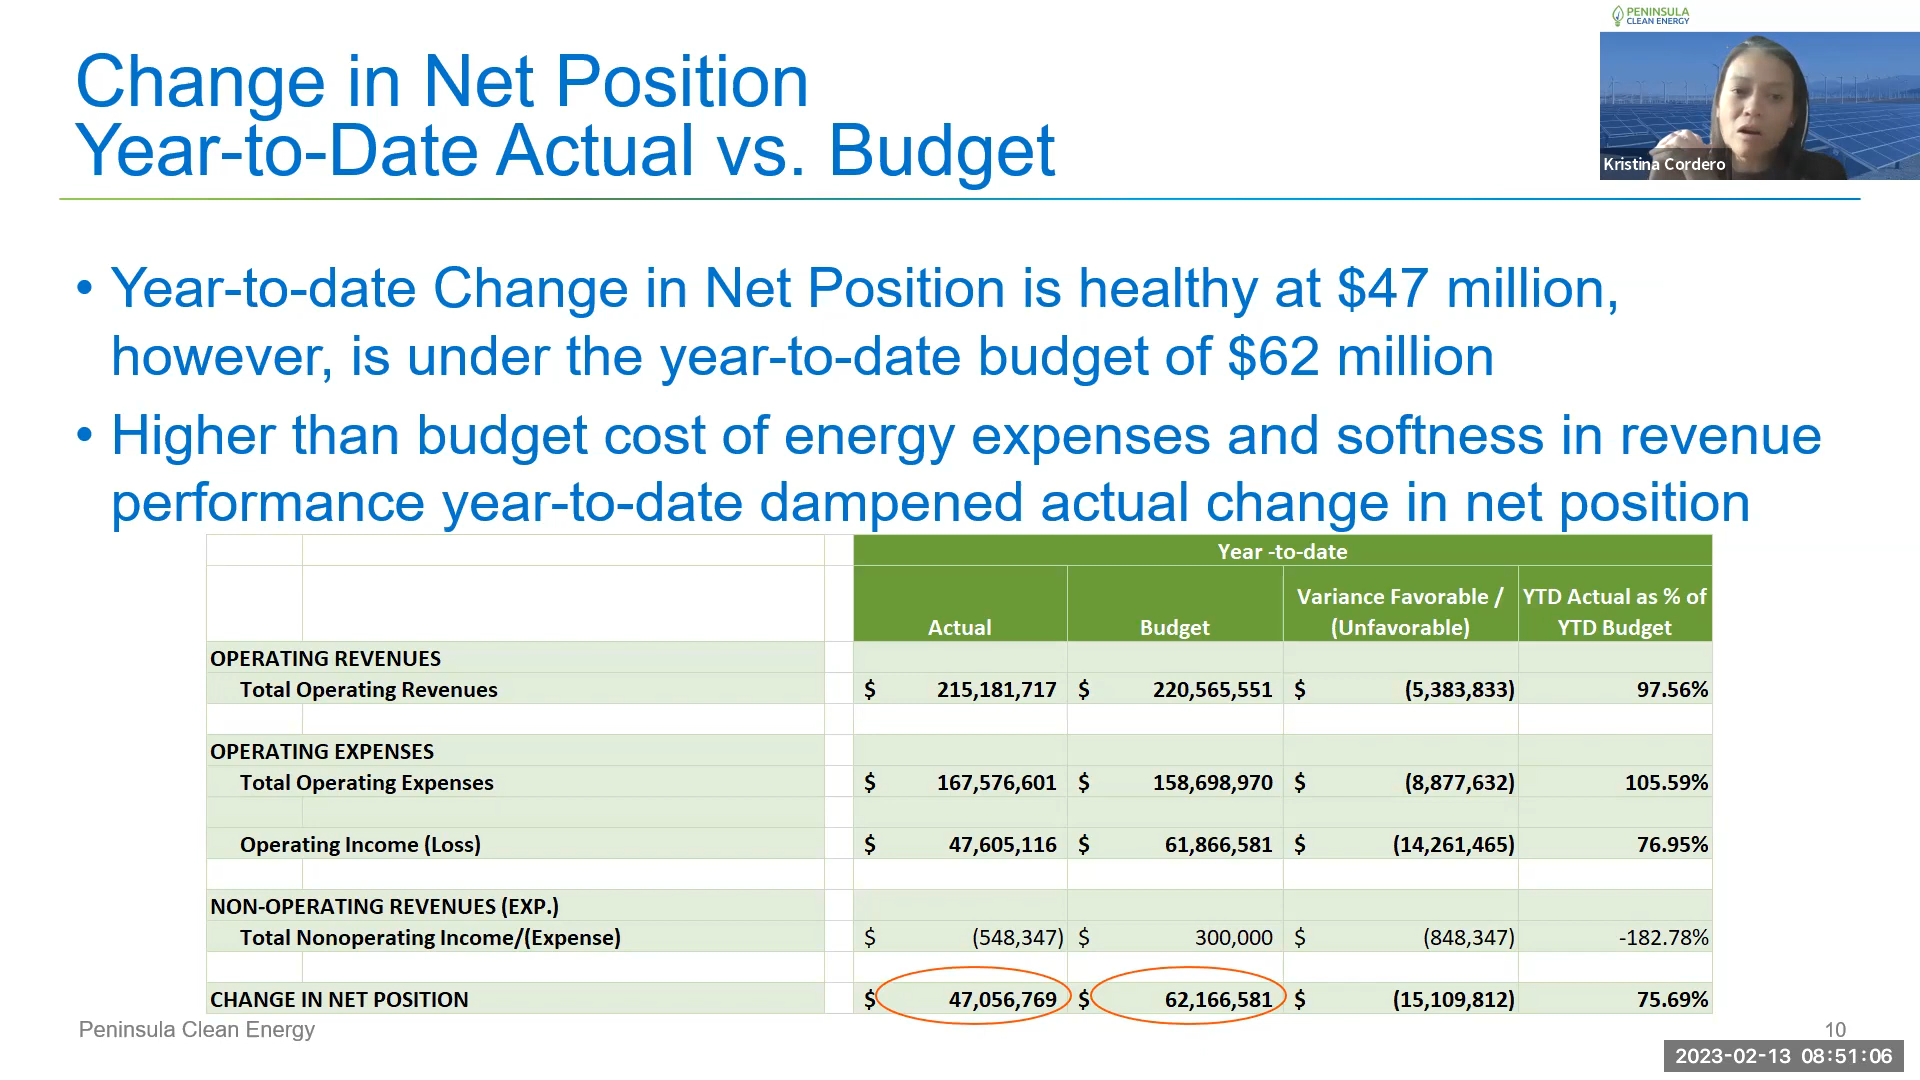 PENINSULA
CLEAN ENERGY
Change in Net Position
Year-to-Date Actual vs. Budget
Kristina Cordero
• Year-to-date Change in Net Position is healthy at $47 million,
however, is under the year-to-date budget of $62 million
• Higher than budget cost of energy expenses and softness in revenue
performance year-to-date dampened actual change in net position
Year -to-date
Actual Budget Variance Favorable / (Unfavorable) YTD Actual as % of YTD Budget
OPERATING REVENUES
Total Operating Revenues $ 215,181,717 $ 220,565,551 $ (5,383,833) 97.56%
OPERATING EXPENSES
Total Operating Expenses $ 167,576,601 $ 158,698,970 $ (8,877,632) 105.59%
Operating Income (Loss) $ 47,605,116 $ 61,866,581 $ (14,261,465) 76.95%
NON-OPERATING REVENUES (EXP.)
Total Nonoperating Income/(Expense) $ (548,347) $ 300,000 $ (848,347) -182.78%
CHANGE IN NET POSITION $ 47,056,769 $ 62,166,581 $ (15,109,812) 75.69%
Peninsula Clean Energy 10
2023-02-13 08:51:06